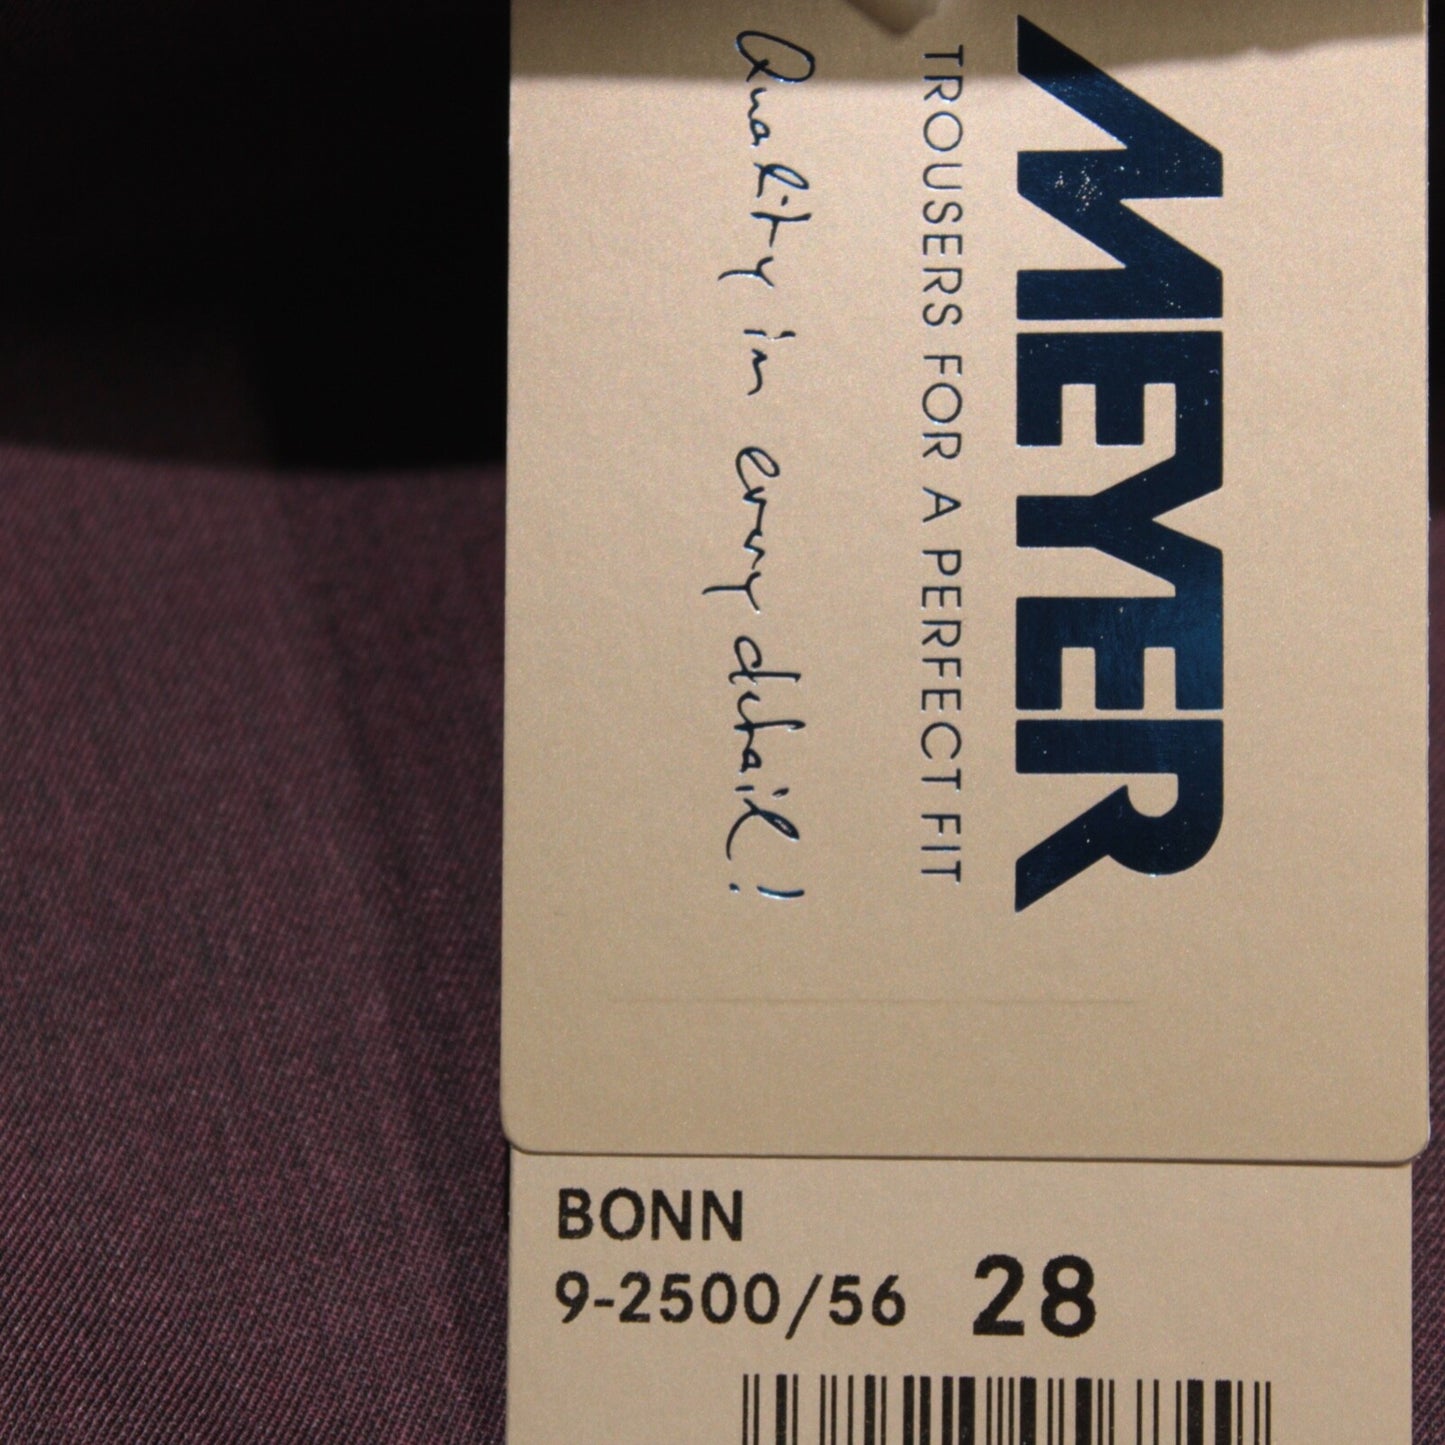 MEYER
TROUSERS FOR A PERFECT FIT
Quality in every detail!
BONN
9-2500/56 28